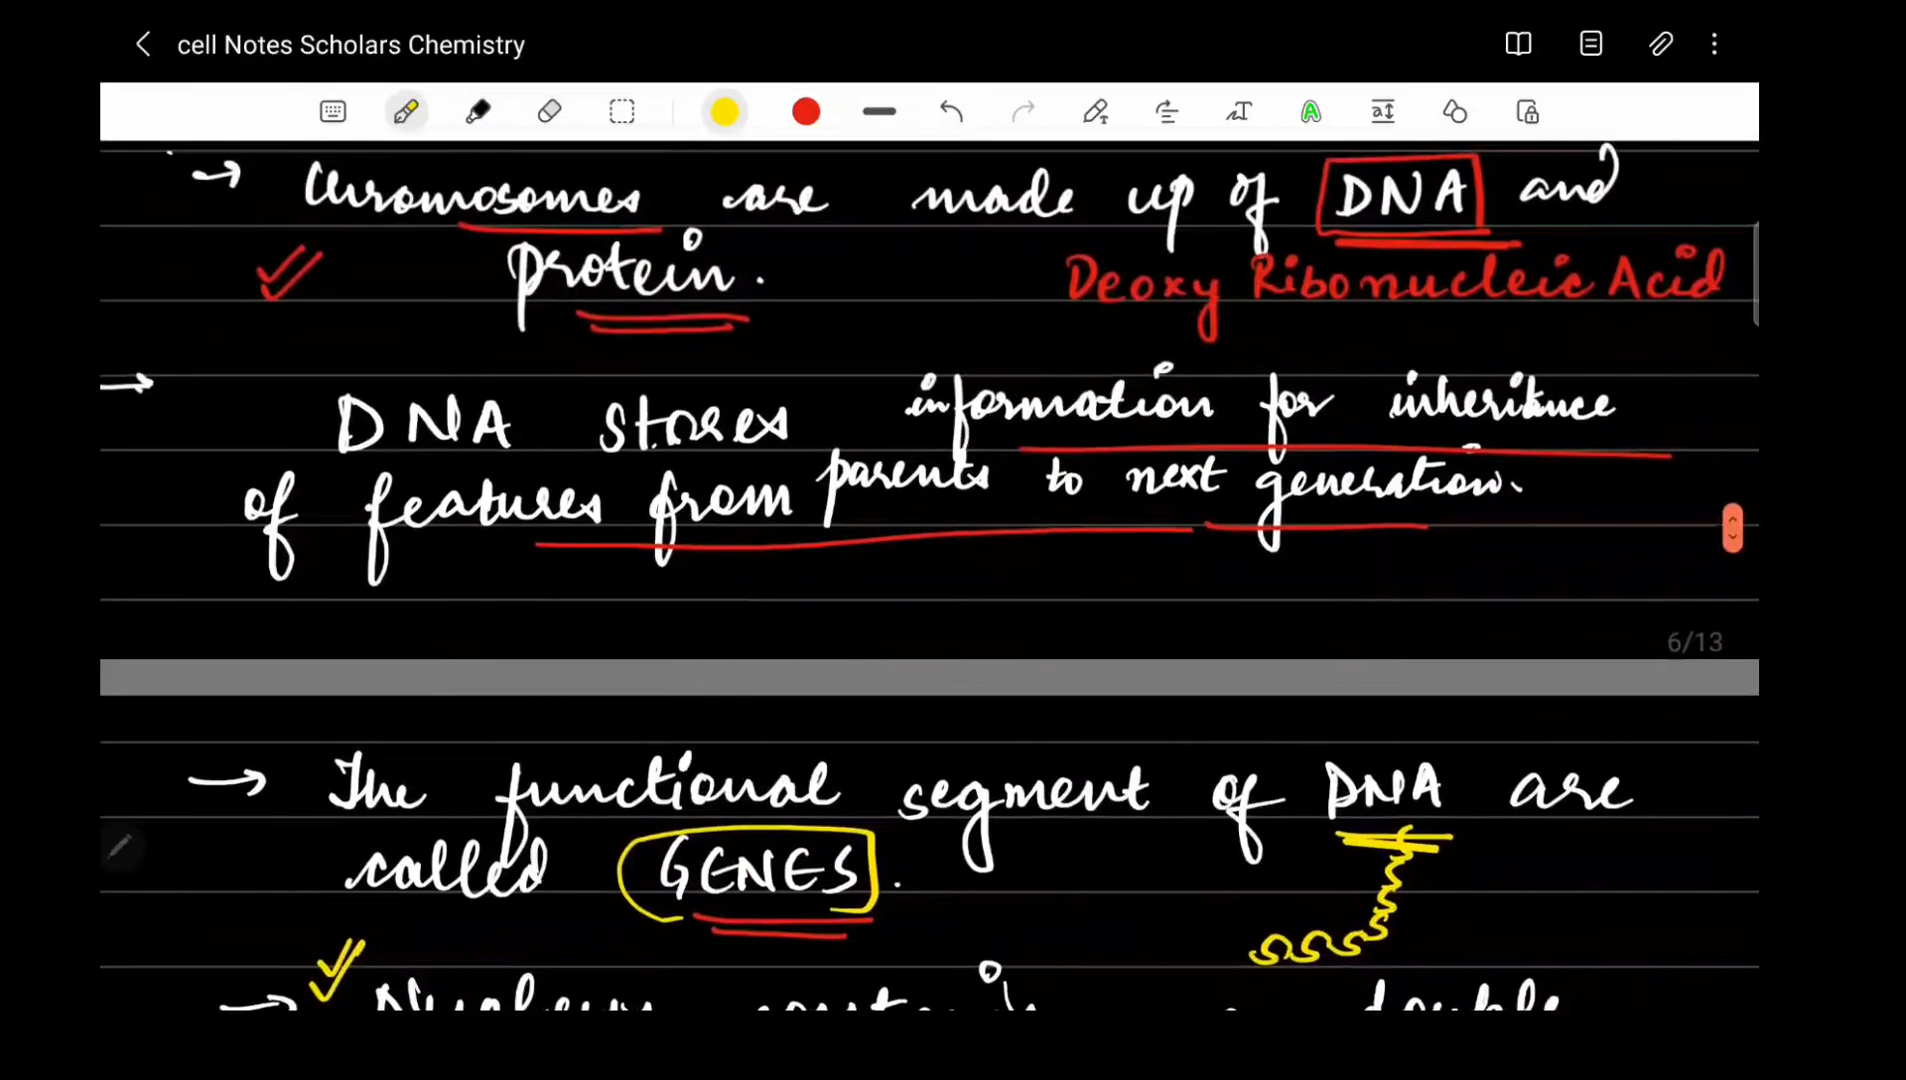 cell Notes Scholars Chemistry
→ Chromosomes are made up of DNA and
protein.
Deoxy Ribonucleic Acid
→ DNA stores information for inheritance
of features from parents to next generation.
6/13
→ The functional segment of DNA are
called GENES.
→ double